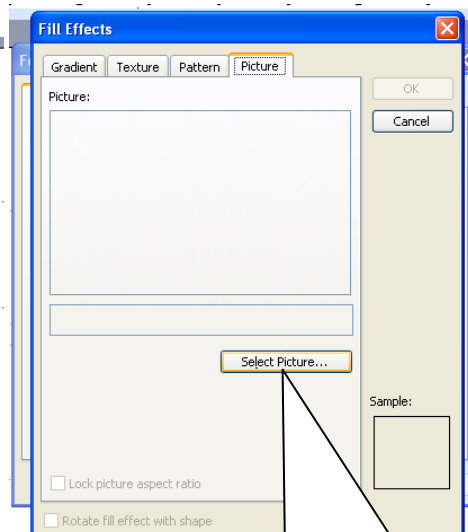 Fill Effects
Gradient Texture Pattern Picture
Picture:
OK
Cancel
Select Picture...
Sample:
Lock picture aspect ratio
Rotate fill effect with shape